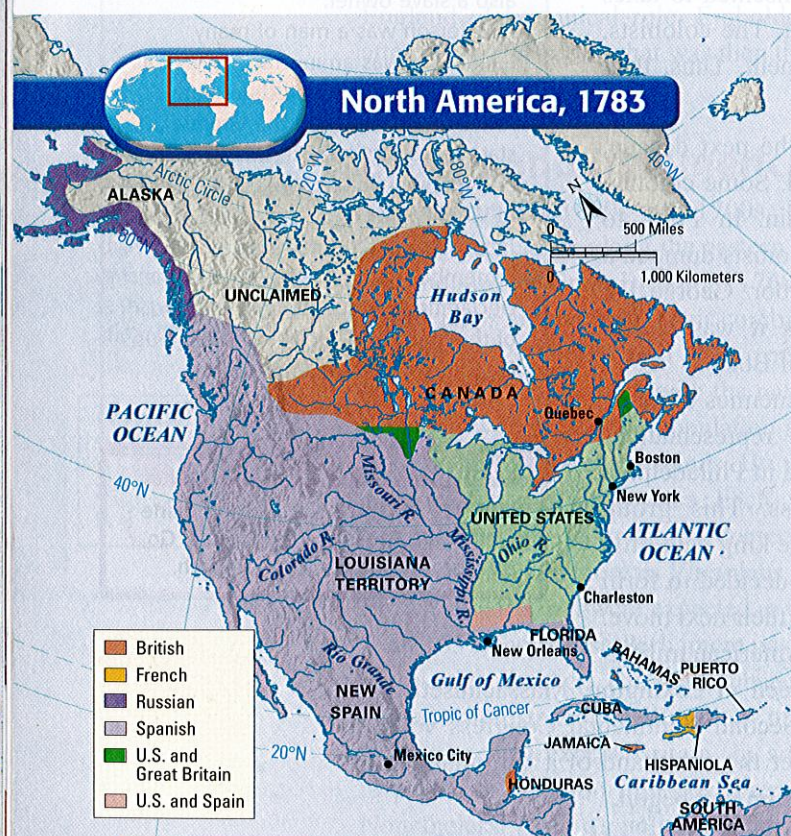 North America, 1783
ALASKA
Arctic Circle
120°W
80°W
40°W
N
80°N
0
500 Miles
0
1,000 Kilometers
UNCLAIMED
Hudson
Bay
CANADA
Quebec
PACIFIC
OCEAN
Boston
New York
40°N
Missouri R.
UNITED STATES
Ohio R.
ATLANTIC
OCEAN
Colorado R.
LOUISIANA
TERRITORY
Mississippi R.
Charleston
FLORIDA
New Orleans
BAHAMAS
PUERTO
RICO
Rio Grande
NEW
SPAIN
Gulf of Mexico
Tropic of Cancer
CUBA
20°N
Mexico City
JAMAICA
HISPANIOLA
HONDURAS
Caribbean Sea
SOUTH
AMERICA
British
French
Russian
Spanish
U.S. and
Great Britain
U.S. and Spain